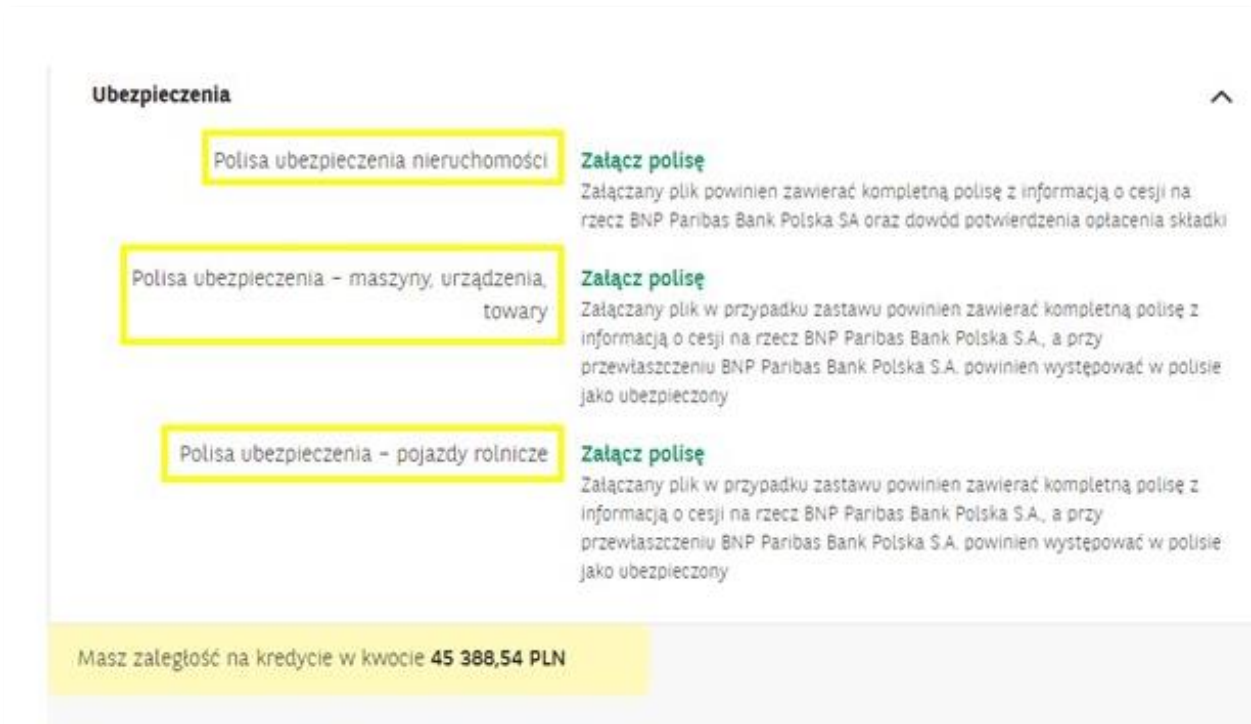 Ubezpieczenia
Polisa ubezpieczenia nieruchomości
Załącz polisę
Załączany plik powinien zawierać kompletną polisę z informacją o cesji na
rzecz BNP Paribas Bank Polska SA oraz dowód potwierdzenia opłacenia składki
Polisa ubezpieczenia – maszyny, urządzenia,
towary
Załącz polisę
Załączany plik w przypadku zastawu powinien zawierać kompletną polisę z
informacją o cesji na rzecz BNP Paribas Bank Polska S.A., a przy
przewłaszczeniu BNP Paribas Bank Polska S.A. powinien występować w polisie
jako ubezpieczony
Polisa ubezpieczenia – pojazdy rolnicze
Załącz polisę
Załączany plik w przypadku zastawu powinien zawierać kompletną polisę z
informacją o cesji na rzecz BNP Paribas Bank Polska S.A., a przy
przewłaszczeniu BNP Paribas Bank Polska S.A. powinien występować w polisie
jako ubezpieczony
Masz zaległość na kredycie w kwocie 45 388,54 PLN